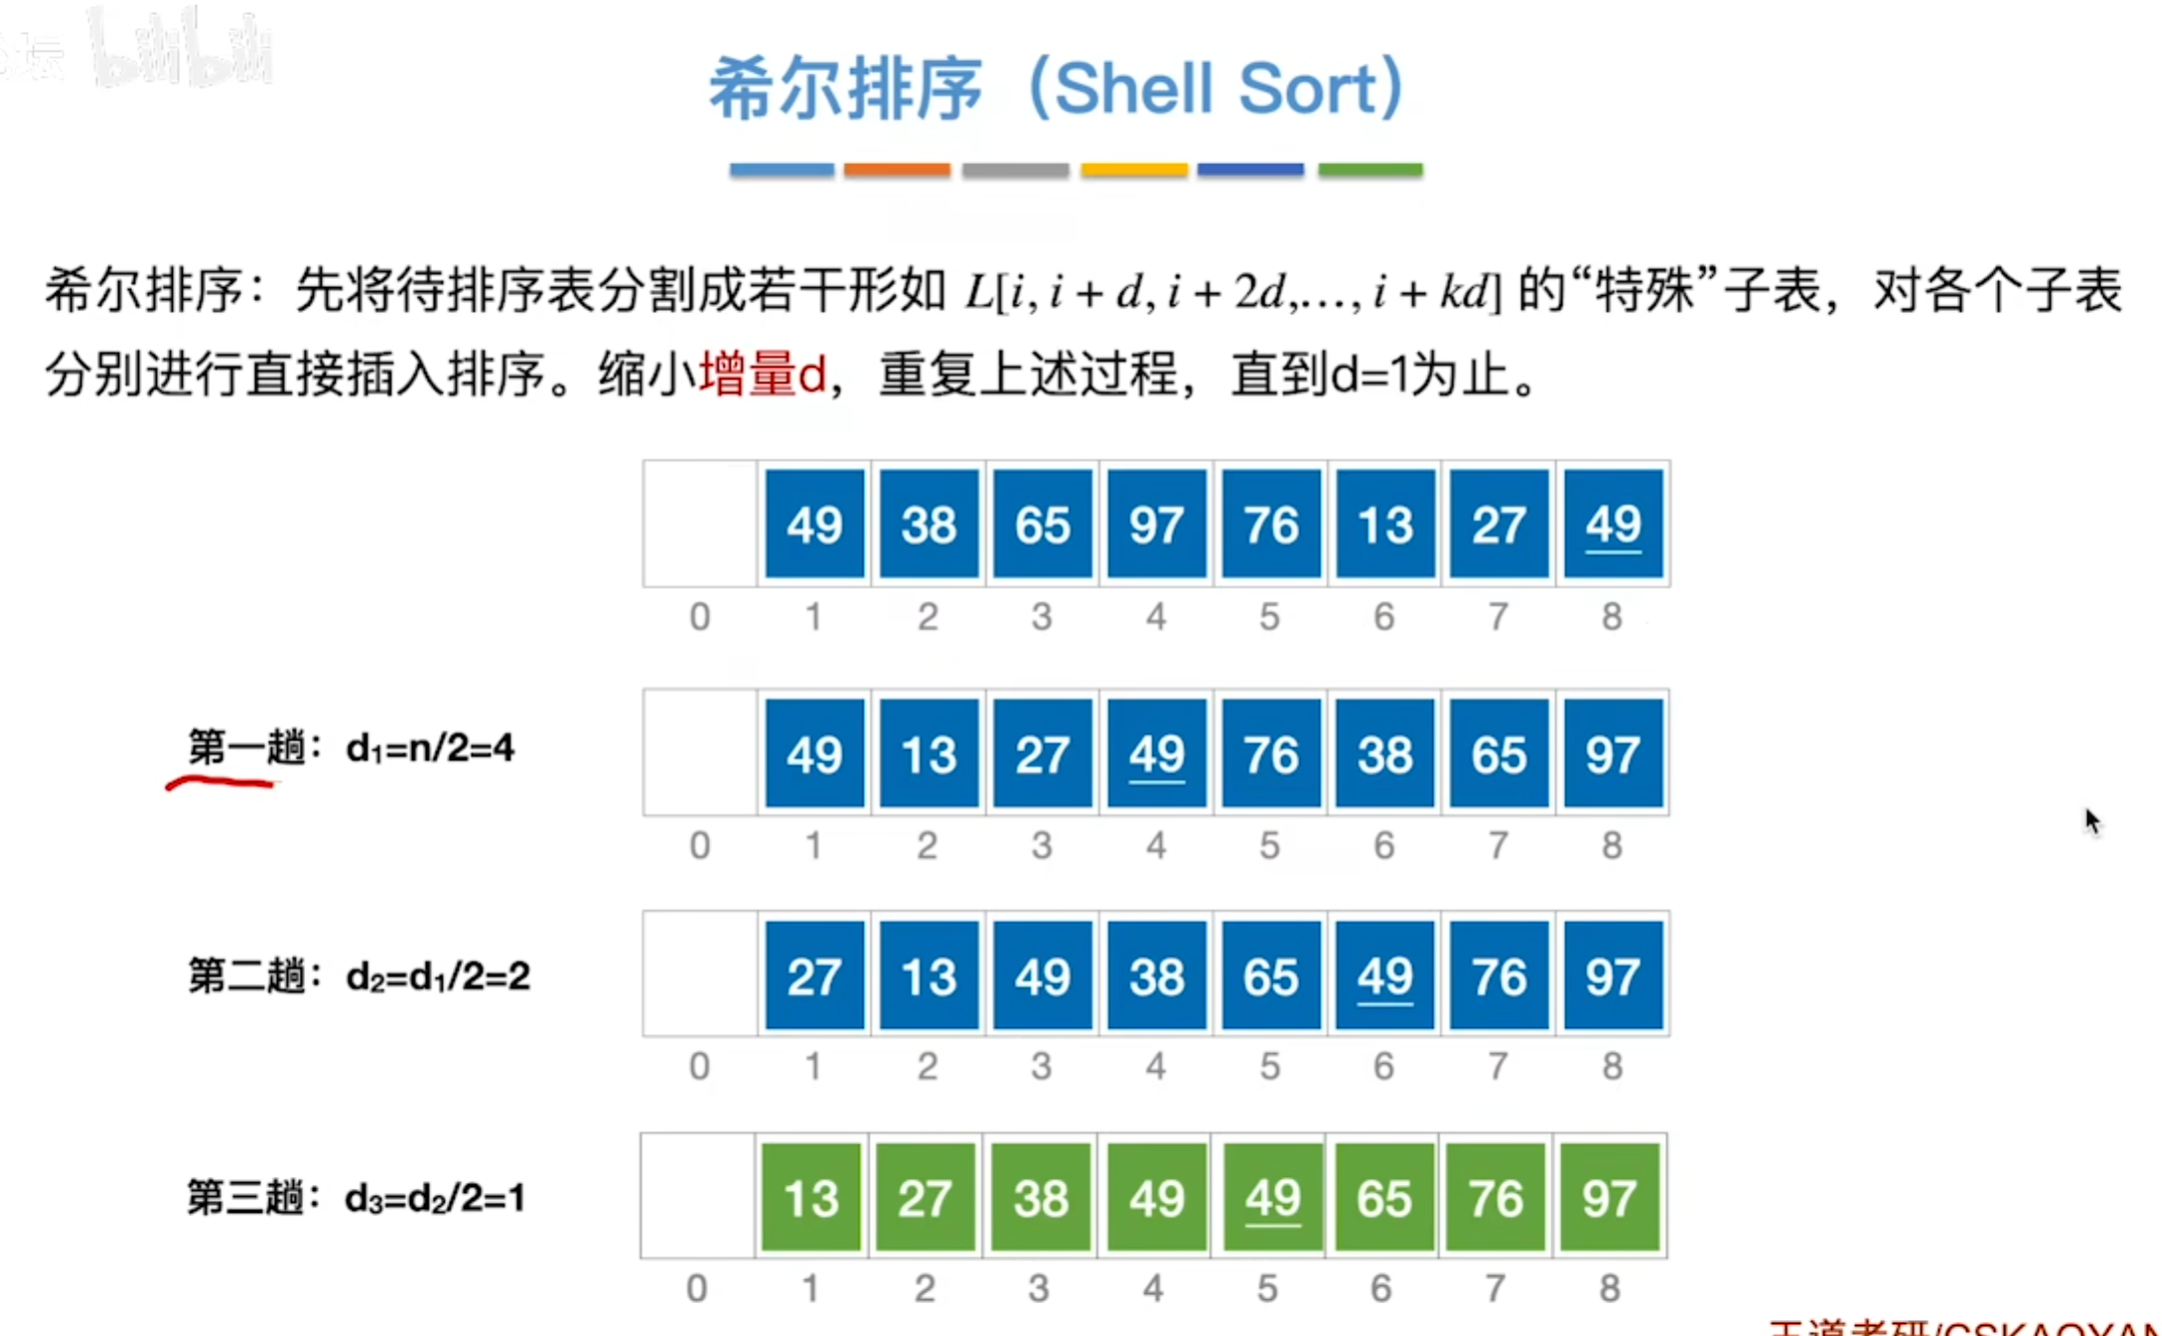 坛 bilibili
希尔排序（Shell Sort）
希尔排序：先将待排序表分割成若干形如 L[i, i + d, i + 2d,..., i + kd] 的“特殊”子表，对各个子表
分别进行直接插入排序。缩小增量d，重复上述过程，直到d=1为止。
49 38 65 97 76 13 27 49
0 1 2 3 4 5 6 7 8
第一趟：d₁=n/2=4
49 13 27 49 76 38 65 97
0 1 2 3 4 5 6 7 8
第二趟：d₂=d₁/2=2
27 13 49 38 65 49 76 97
0 1 2 3 4 5 6 7 8
第三趟：d₃=d₂/2=1
13 27 38 49 49 65 76 97
0 1 2 3 4 5 6 7 8
王道考研/CSKAOYAN